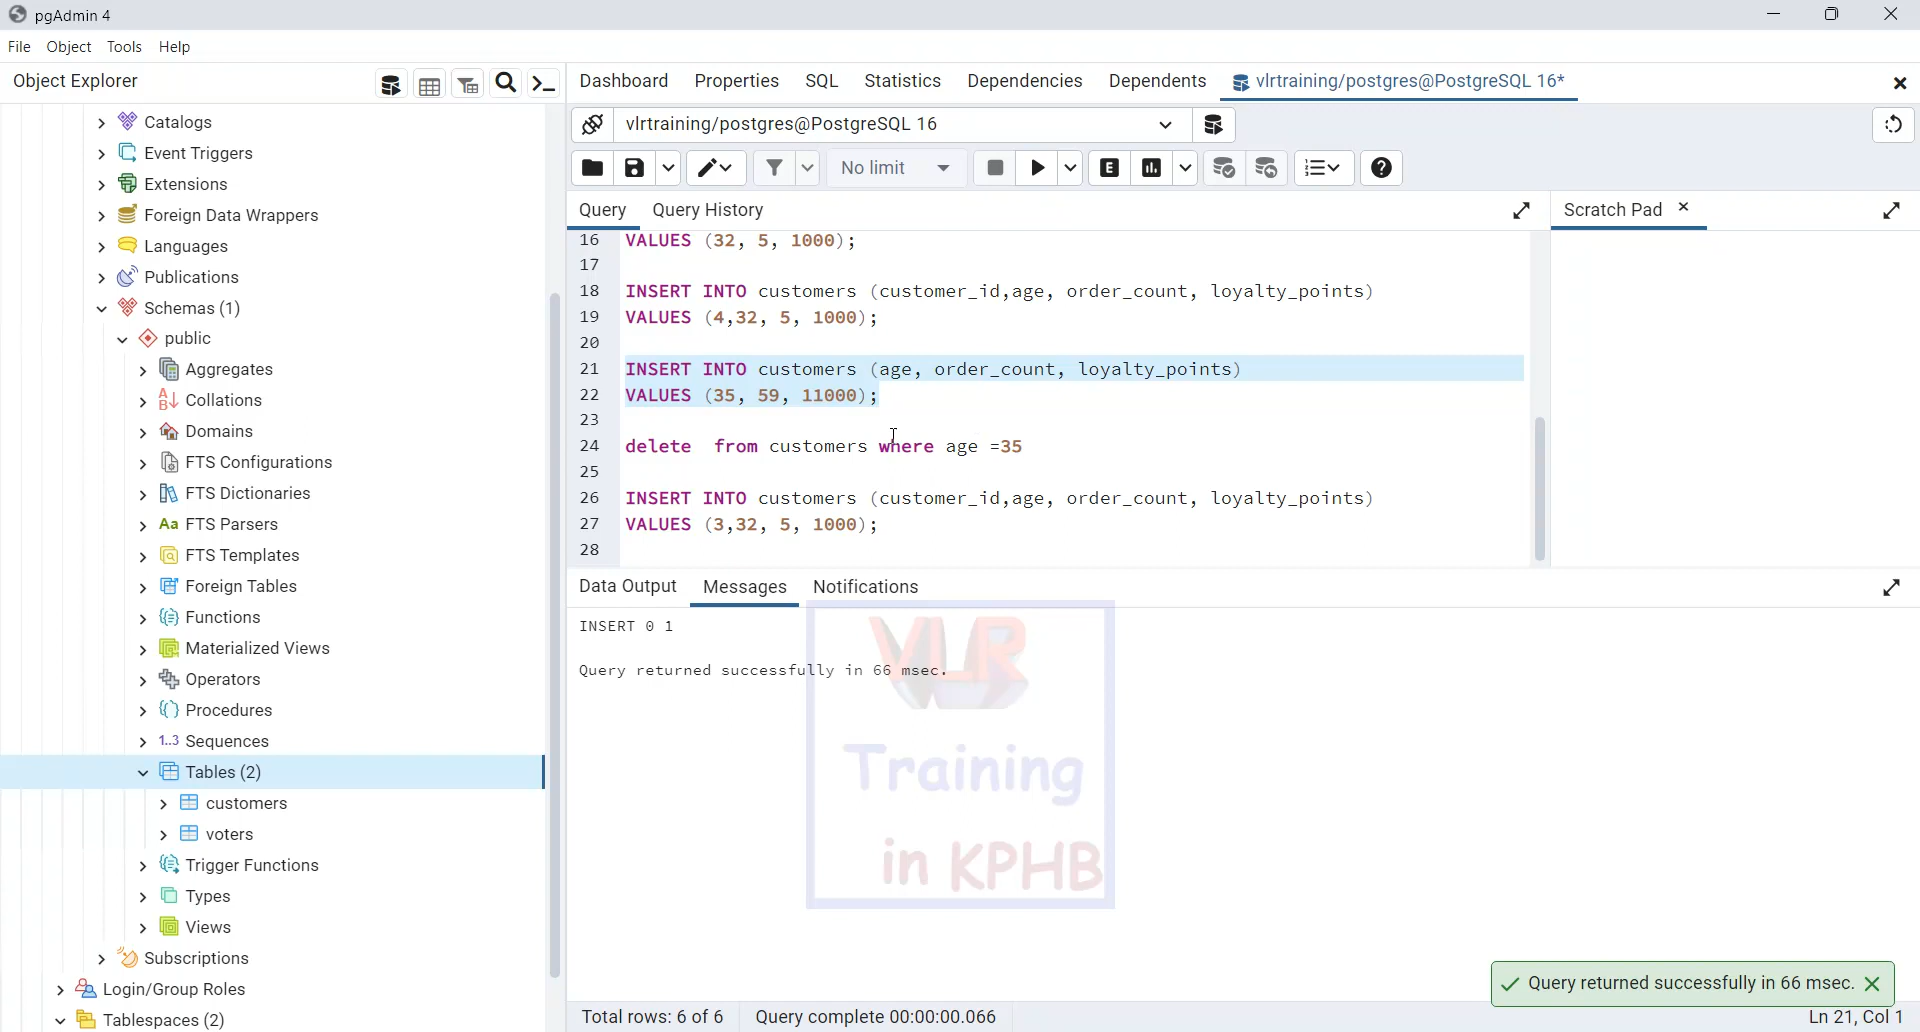 pgAdmin 4
File Object Tools Help
Object Explorer
Dashboard Properties SQL Statistics Dependencies Dependents vlrtraining/postgres@PostgreSQL 16*
vlrtraining/postgres@PostgreSQL 16
No limit
Query Query History
Scratch Pad
Catalogs
Event Triggers
Extensions
Foreign Data Wrappers
Languages
Publications
Schemas (1)
public
Aggregates
Collations
Domains
FTS Configurations
FTS Dictionaries
Aa FTS Parsers
FTS Templates
Foreign Tables
Functions
Materialized Views
Operators
Procedures
1..3 Sequences
Tables (2)
customers
voters
Trigger Functions
Types
Views
Subscriptions
Login/Group Roles
Tablespaces (2)
16 VALUES (32, 5, 1000);
17
18 INSERT INTO customers (customer_id,age, order_count, loyalty_points)
19 VALUES (4,32, 5, 1000);
20
21 INSERT INTO customers (age, order_count, loyalty_points)
22 VALUES (35, 59, 11000);
23
24 delete  from customers where age =35
25
26 INSERT INTO customers (customer_id,age, order_count, loyalty_points)
27 VALUES (3,32, 5, 1000);
28
Data Output Messages Notifications
INSERT 0 1
Query returned successfully in 66 msec.
VLR
Training
in KPHB
Query returned successfully in 66 msec.
Total rows: 6 of 6 Query complete 00:00:00.066 Ln 21, Col 1